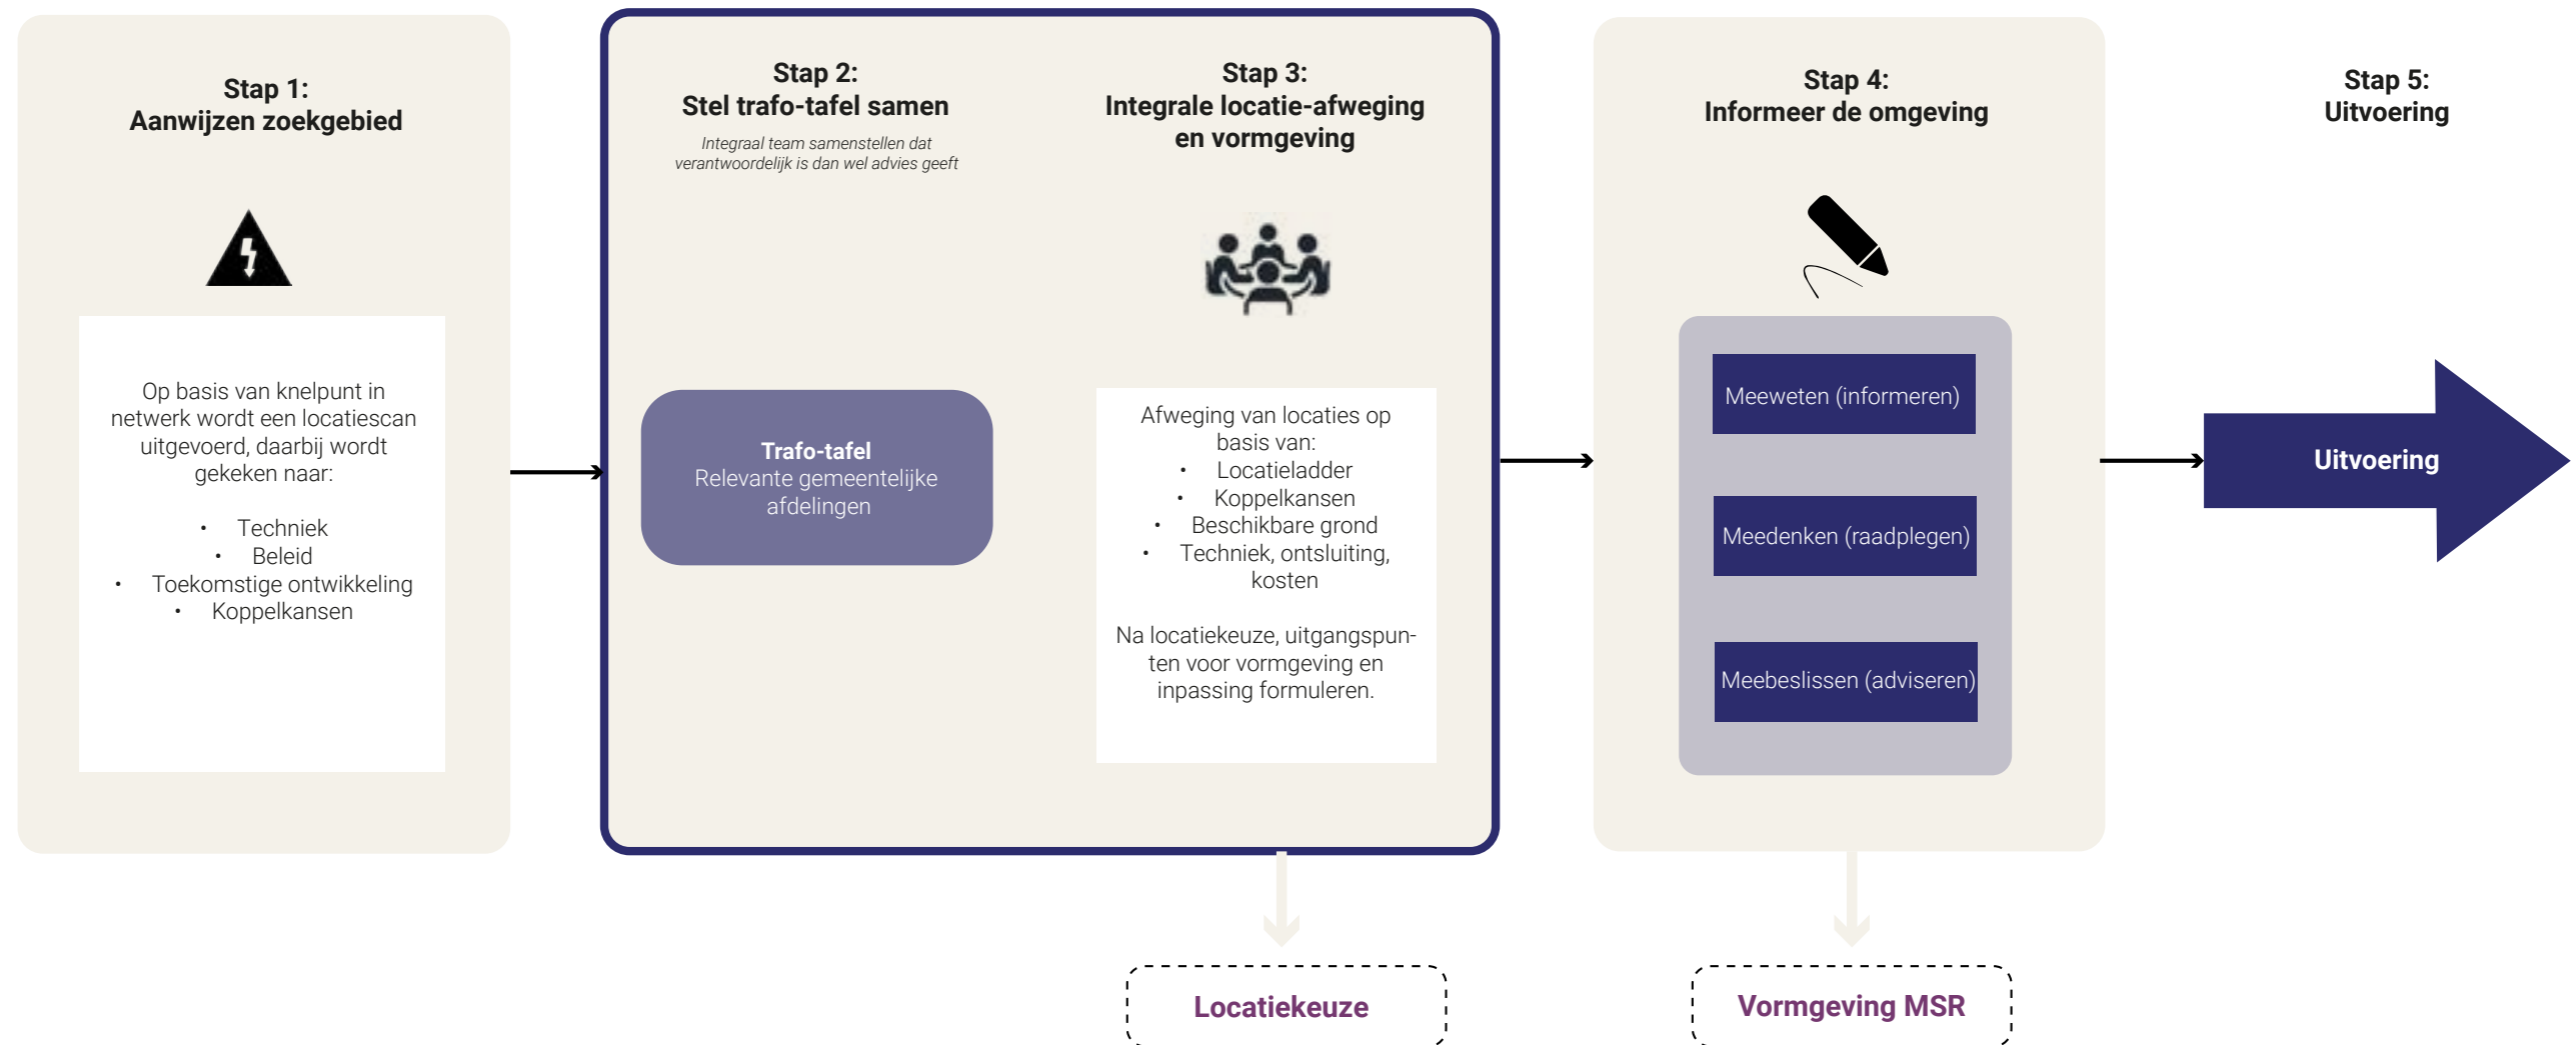 Stap 1:
Aanwijzen zoekgebied
Op basis van knelpunt in
netwerk wordt een locatiescan
uitgevoerd, daarbij wordt
gekeken naar:
• Techniek
• Beleid
• Toekomstige ontwikkeling
• Koppelkansen
Stap 2:
Stel trafo-tafel samen
Integraal team samenstellen dat
verantwoordelijk is dan wel advies geeft
Trafo-tafel
Relevante gemeentelijke
afdelingen
Stap 3:
Integrale locatie-afweging
en vormgeving
Afweging van locaties op
basis van:
• Locatieladder
• Koppelkansen
• Beschikbare grond
• Techniek, ontsluiting,
kosten
Na locatiekeuze, uitgangspun-
ten voor vormgeving en
inpassing formuleren.
Locatiekeuze
Stap 4:
Informeer de omgeving
Meeweten (informeren)
Meedenken (raadplegen)
Meebeslissen (adviseren)
Vormgeving MSR
Stap 5:
Uitvoering
Uitvoering